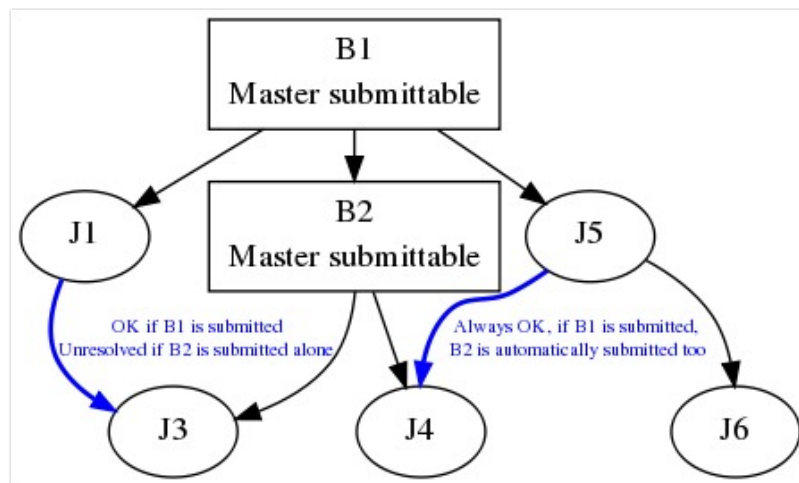 B1
Master submittable
J1
B2
Master submittable
J5
OK if B1 is submitted
Unresolved if B2 is submitted alone
Always OK, if B1 is submitted,
B2 is automatically submitted too
J3
J4
J6